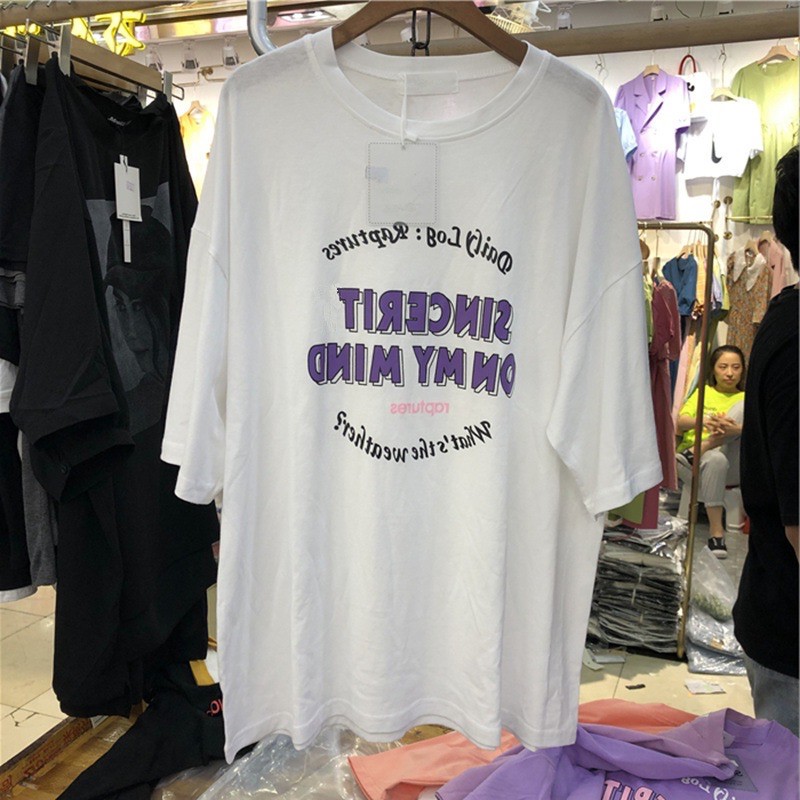 Daily Log : Raptures
SINCERIT
ON MY MIND
raptures
What's the weather?